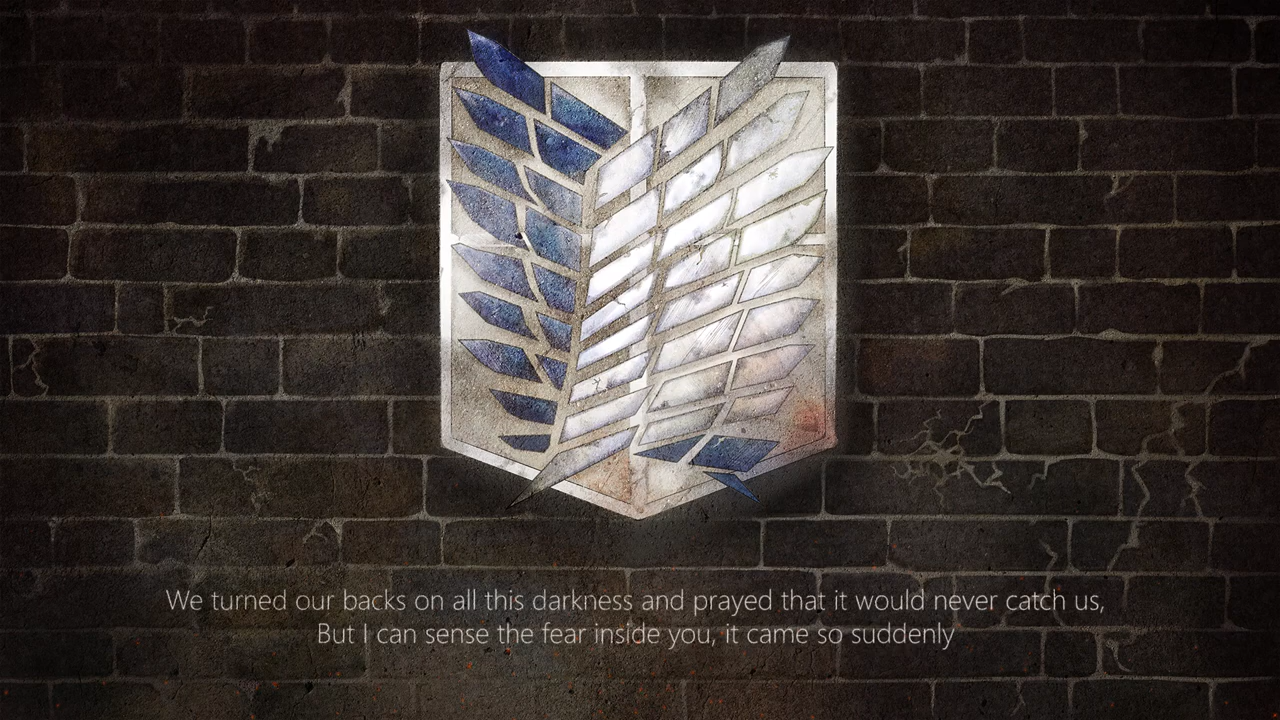 We turned our backs on all this darkness and prayed that it would never catch us,
But I can sense the fear inside you, it came so suddenly